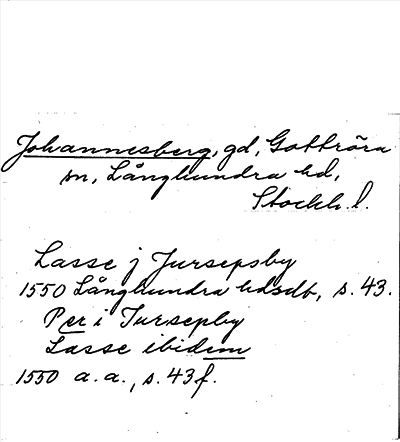 Johannesberg, gd, Gottröra
sn, Långhundra hd,
Stockh. l.
Lasse j Jursepsby
1550 Långhundra hdsdb, s. 43.
Per i Jursepby
Lasse ibidem
1550 a.a., s. 43 f.